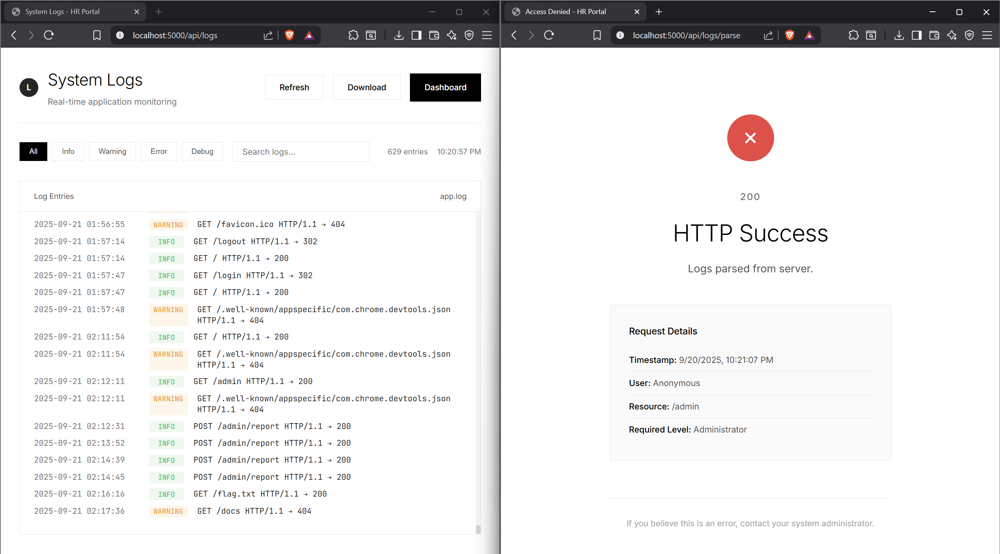 System Logs - HR Portal
localhost:5000/api/logs
L
System Logs
Real-time application monitoring
Refresh
Download
Dashboard
All
Info
Warning
Error
Debug
Search logs...
629 entries
10:20:57 PM
Log Entries
app.log
2025-09-21 01:56:55 WARNING GET /favicon.ico HTTP/1.1 → 404
2025-09-21 01:57:14 INFO GET /logout HTTP/1.1 → 302
2025-09-21 01:57:14 INFO GET / HTTP/1.1 → 200
2025-09-21 01:57:47 INFO GET /login HTTP/1.1 → 302
2025-09-21 01:57:47 INFO GET / HTTP/1.1 → 200
2025-09-21 01:57:48 WARNING GET /.well-known/appspecific/com.chrome.devtools.json
HTTP/1.1 → 404
2025-09-21 02:11:54 INFO GET / HTTP/1.1 → 200
2025-09-21 02:11:54 WARNING GET /.well-known/appspecific/com.chrome.devtools.json
HTTP/1.1 → 404
2025-09-21 02:12:11 INFO GET /admin HTTP/1.1 → 200
2025-09-21 02:12:11 WARNING GET /.well-known/appspecific/com.chrome.devtools.json
HTTP/1.1 → 404
2025-09-21 02:12:31 INFO POST /admin/report HTTP/1.1 → 200
2025-09-21 02:13:52 INFO POST /admin/report HTTP/1.1 → 200
2025-09-21 02:14:39 INFO POST /admin/report HTTP/1.1 → 200
2025-09-21 02:14:45 INFO POST /admin/report HTTP/1.1 → 200
2025-09-21 02:16:16 INFO GET /flag.txt HTTP/1.1 → 200
2025-09-21 02:17:36 WARNING GET /docs HTTP/1.1 → 404
Access Denied - HR Portal
localhost:5000/api/logs/parse
200
HTTP Success
Logs parsed from server.
Request Details
Timestamp: 9/20/2025, 10:21:07 PM
User: Anonymous
Resource: /admin
Required Level: Administrator
If you believe this is an error, contact your system administrator.